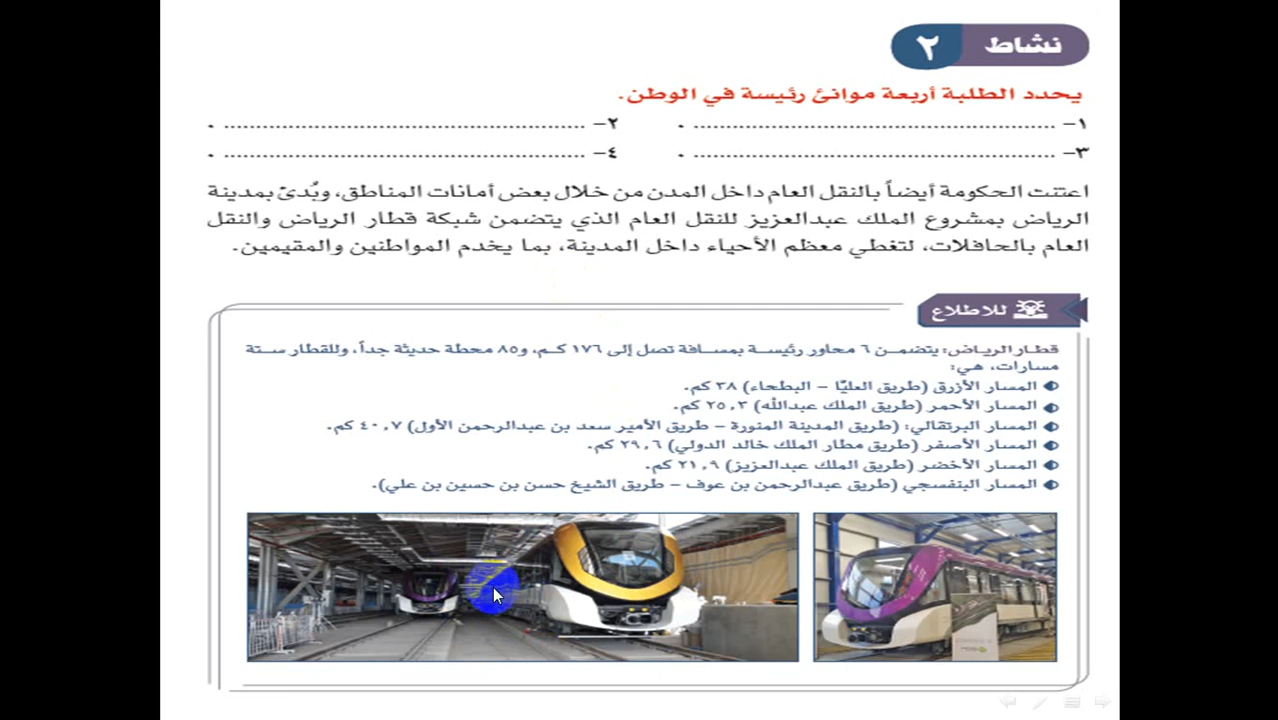 نشاط ٢
يحدد الطلبة أربعة موانئ رئيسة في الوطن.
١- ............................................................ . ٢- ............................................................ .
٣- ............................................................ . ٤- ............................................................ .
اعتنت الحكومة أيضاً بالنقل العام داخل المدن من خلال بعض أمانات المناطق، وبُدئ بمدينة
الرياض بمشروع الملك عبدالعزيز للنقل العام الذي يتضمن شبكة قطار الرياض والنقل
العام بالحافلات، لتغطي معظم الأحياء داخل المدينة، بما يخدم المواطنين والمقيمين.
للاطلاع
قطار الرياض: يتضمن ٦ محاور رئيسة بمسافة تصل إلى ١٧٦ كم، و٨٥ محطة حديثة جداً، وللقطار ستة
مسارات، هي:
المسار الأزرق (طريق العليّا – البطحاء) ٣٨ كم.
المسار الأحمر (طريق الملك عبدالله) ٢٥,٣ كم.
المسار البرتقالي: (طريق المدينة المنورة – طريق الأمير سعد بن عبدالرحمن الأول) ٤٠,٧ كم.
المسار الأصفر (طريق مطار الملك خالد الدولي) ٢٩,٦ كم.
المسار الأخضر (طريق الملك عبدالعزيز) ٢١,٩ كم.
المسار البنفسجي (طريق عبدالرحمن بن عوف – طريق الشيخ حسن بن حسين بن علي).